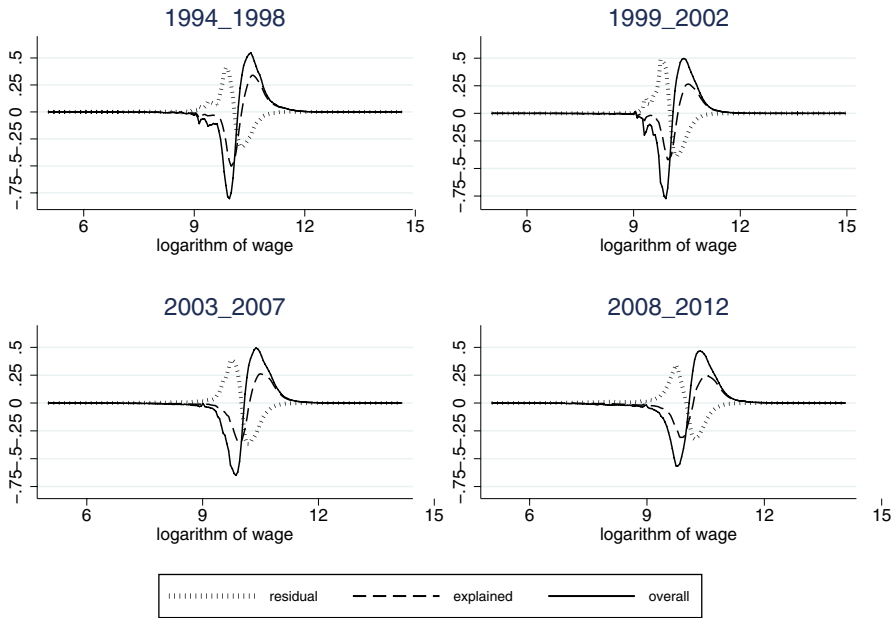 1994_1998
1999_2002
−.75−.5−.25 0 .25 .5
−.75−.5−.25 0 .25 .5
6 9 12 15
6 9 12 15
logarithm of wage
logarithm of wage
2003_2007
2008_2012
−.75−.5−.25 0 .25 .5
−.75−.5−.25 0 .25 .5
6 9 12 15
6 9 12 15
logarithm of wage
logarithm of wage
residual explained overall